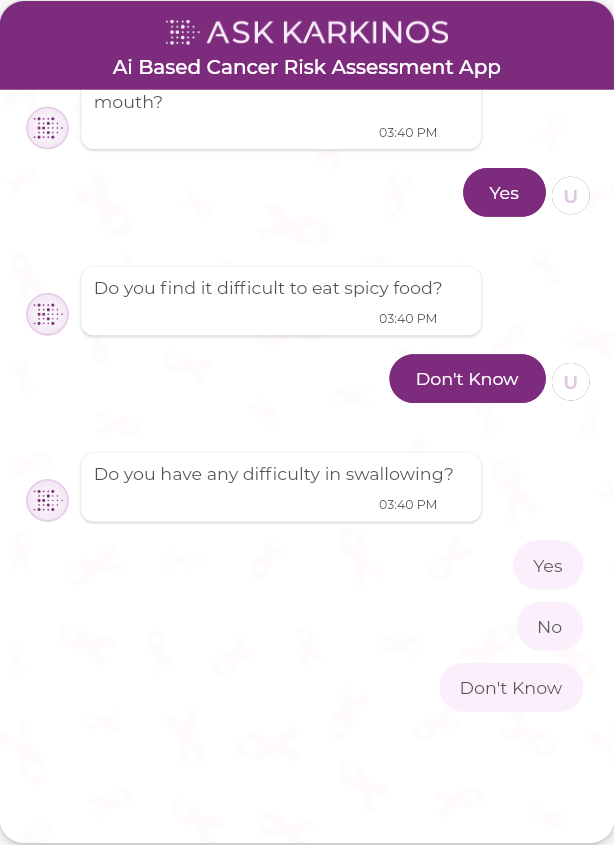 ASK KARKINOS
Ai Based Cancer Risk Assessment App
mouth?
03:40 PM
Yes
U
Do you find it difficult to eat spicy food?
03:40 PM
Don't Know
U
Do you have any difficulty in swallowing?
03:40 PM
Yes
No
Don't Know